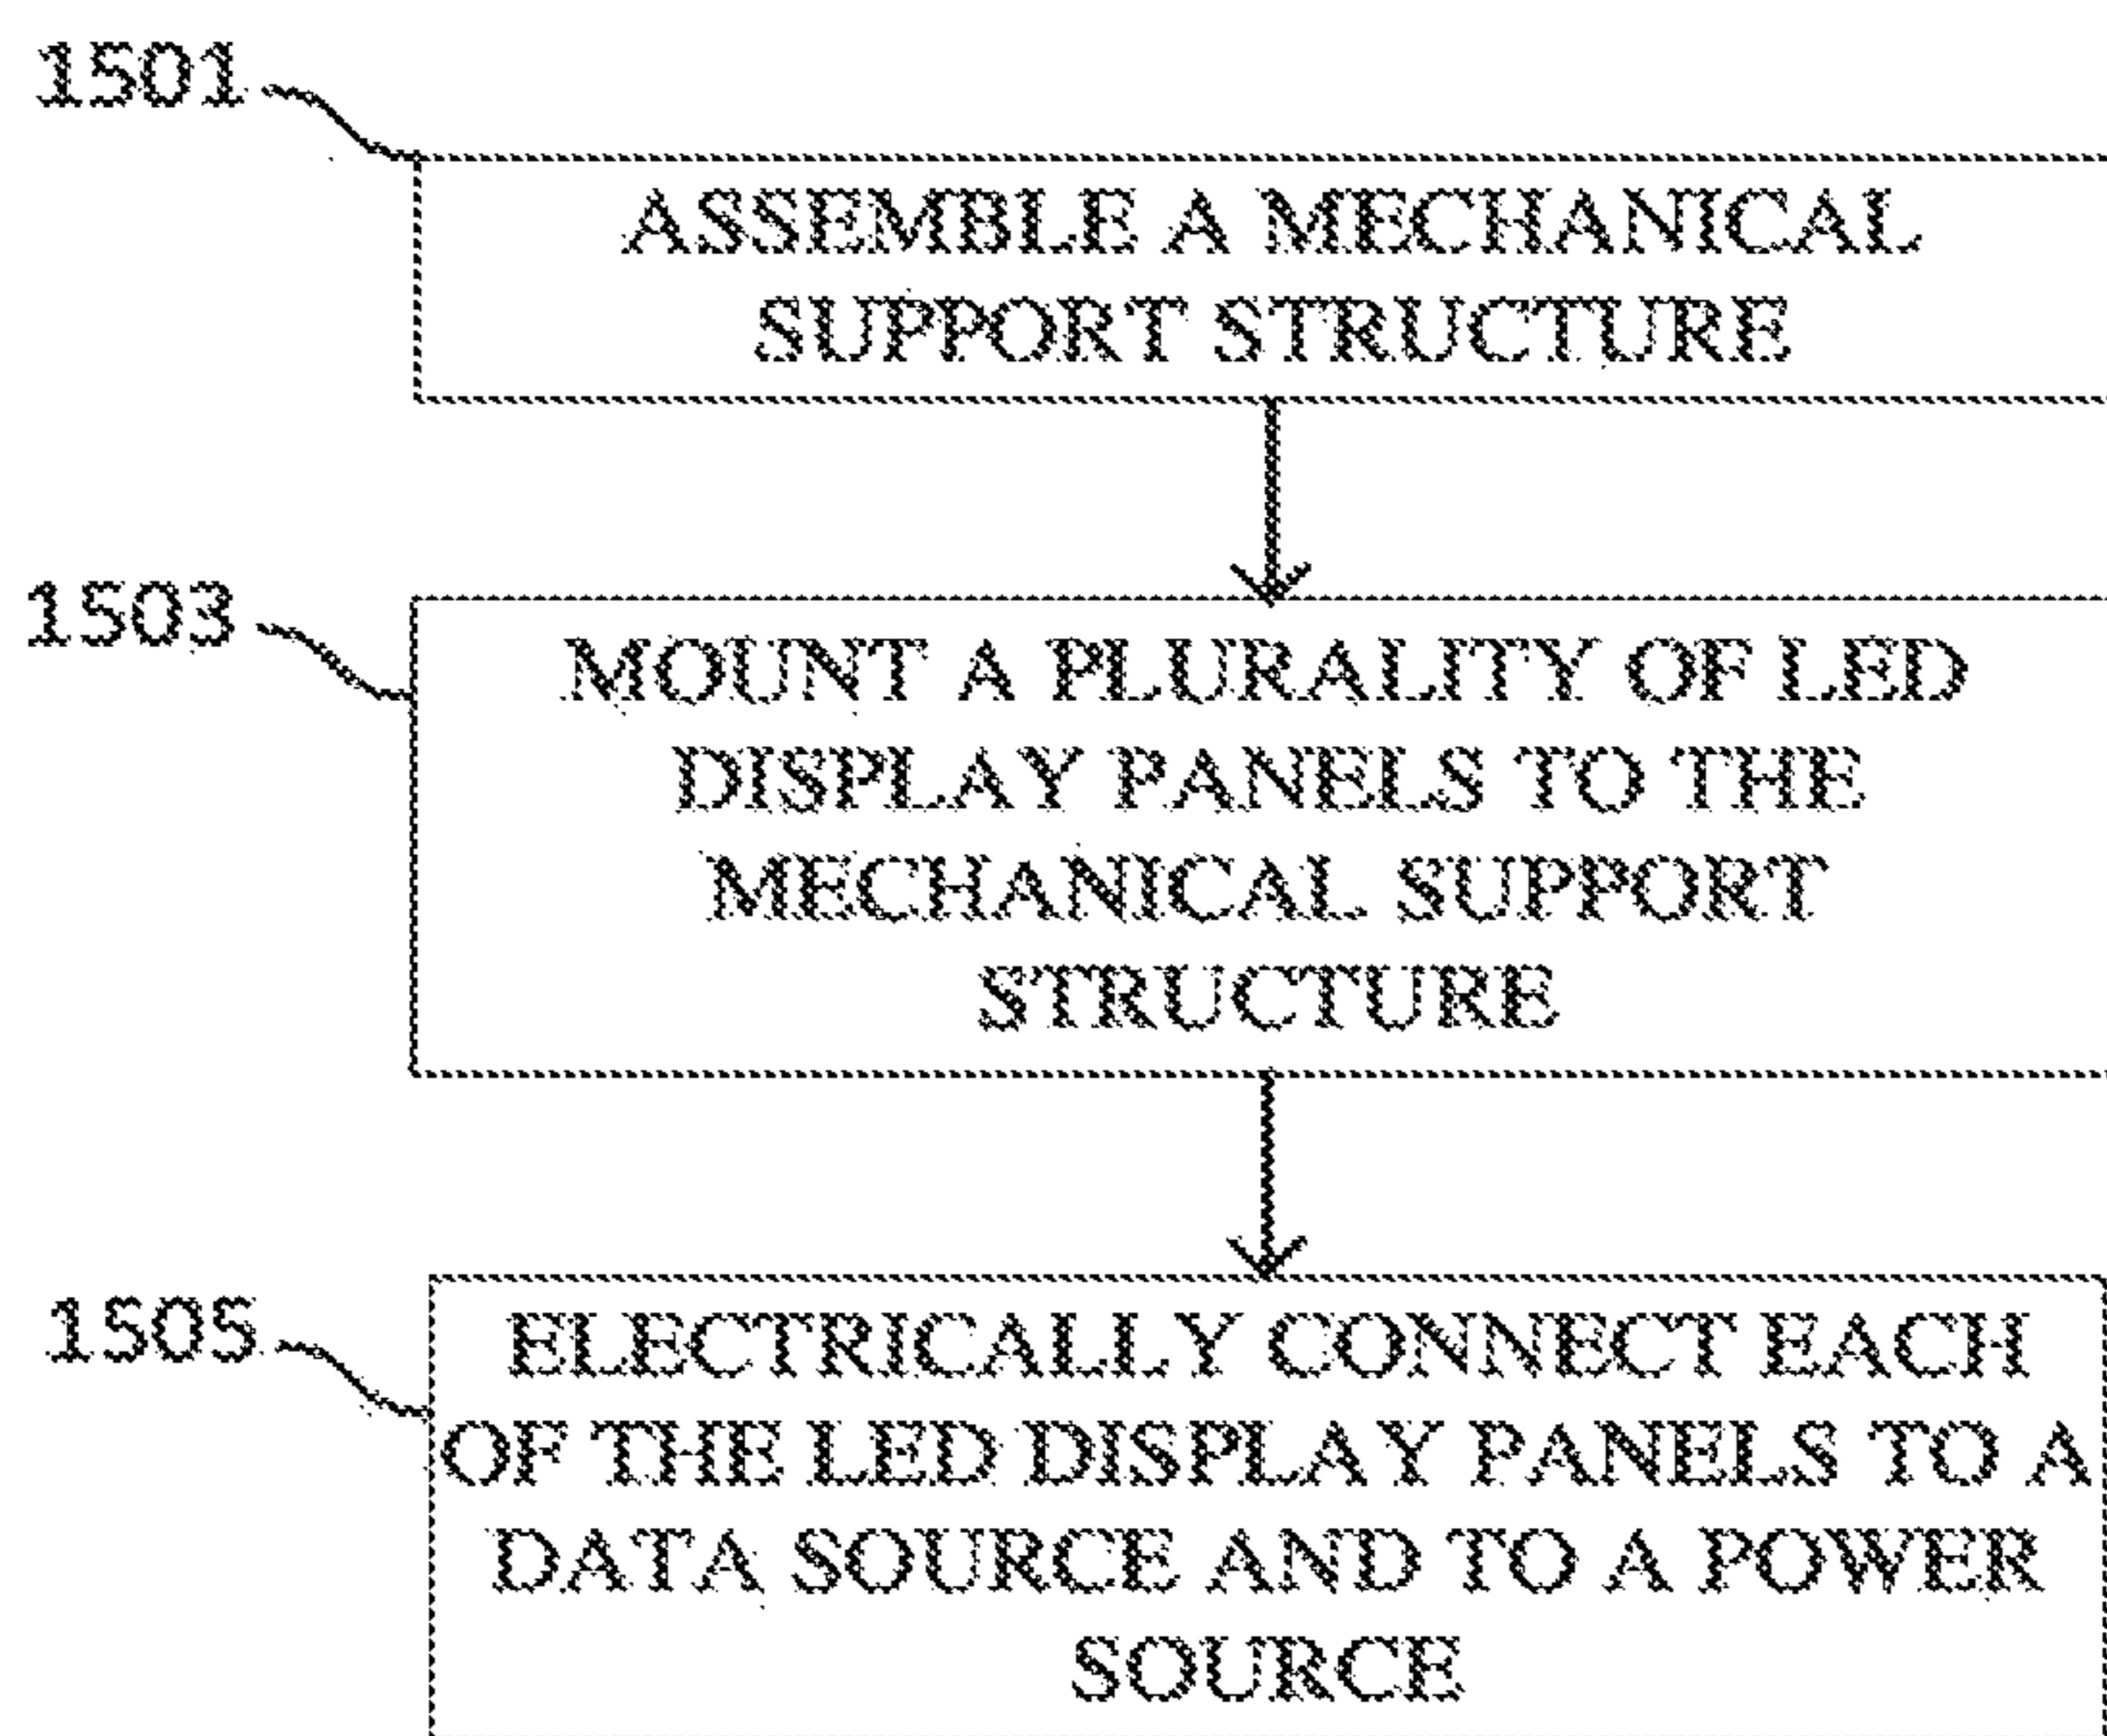 1501
ASSEMBLE A MECHANICAL
SUPPORT STRUCTURE
1503
MOUNT A PLURALITY OF LED
DISPLAY PANELS TO THE
MECHANICAL SUPPORT
STRUCTURE
1505
ELECTRICALLY CONNECT EACH
OF THE LED DISPLAY PANELS TO A
DATA SOURCE AND TO A POWER
SOURCE